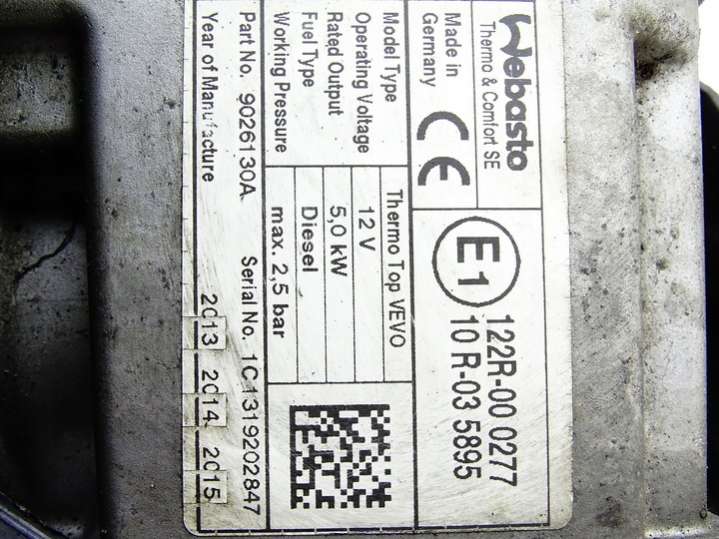 Webasto
Thermo & Comfort SE
Made in
Germany
CE
E1
122R-00 0277
10 R-03 5895
Model Type Thermo Top VEVO
Operating Voltage 12 V
Rated Output 5,0 kW
Fuel Type Diesel
Working Pressure max. 2,5 bar
Part No. 9026130A Serial No. 1C1319202847
Year of Manufacture 2013 2014 2015